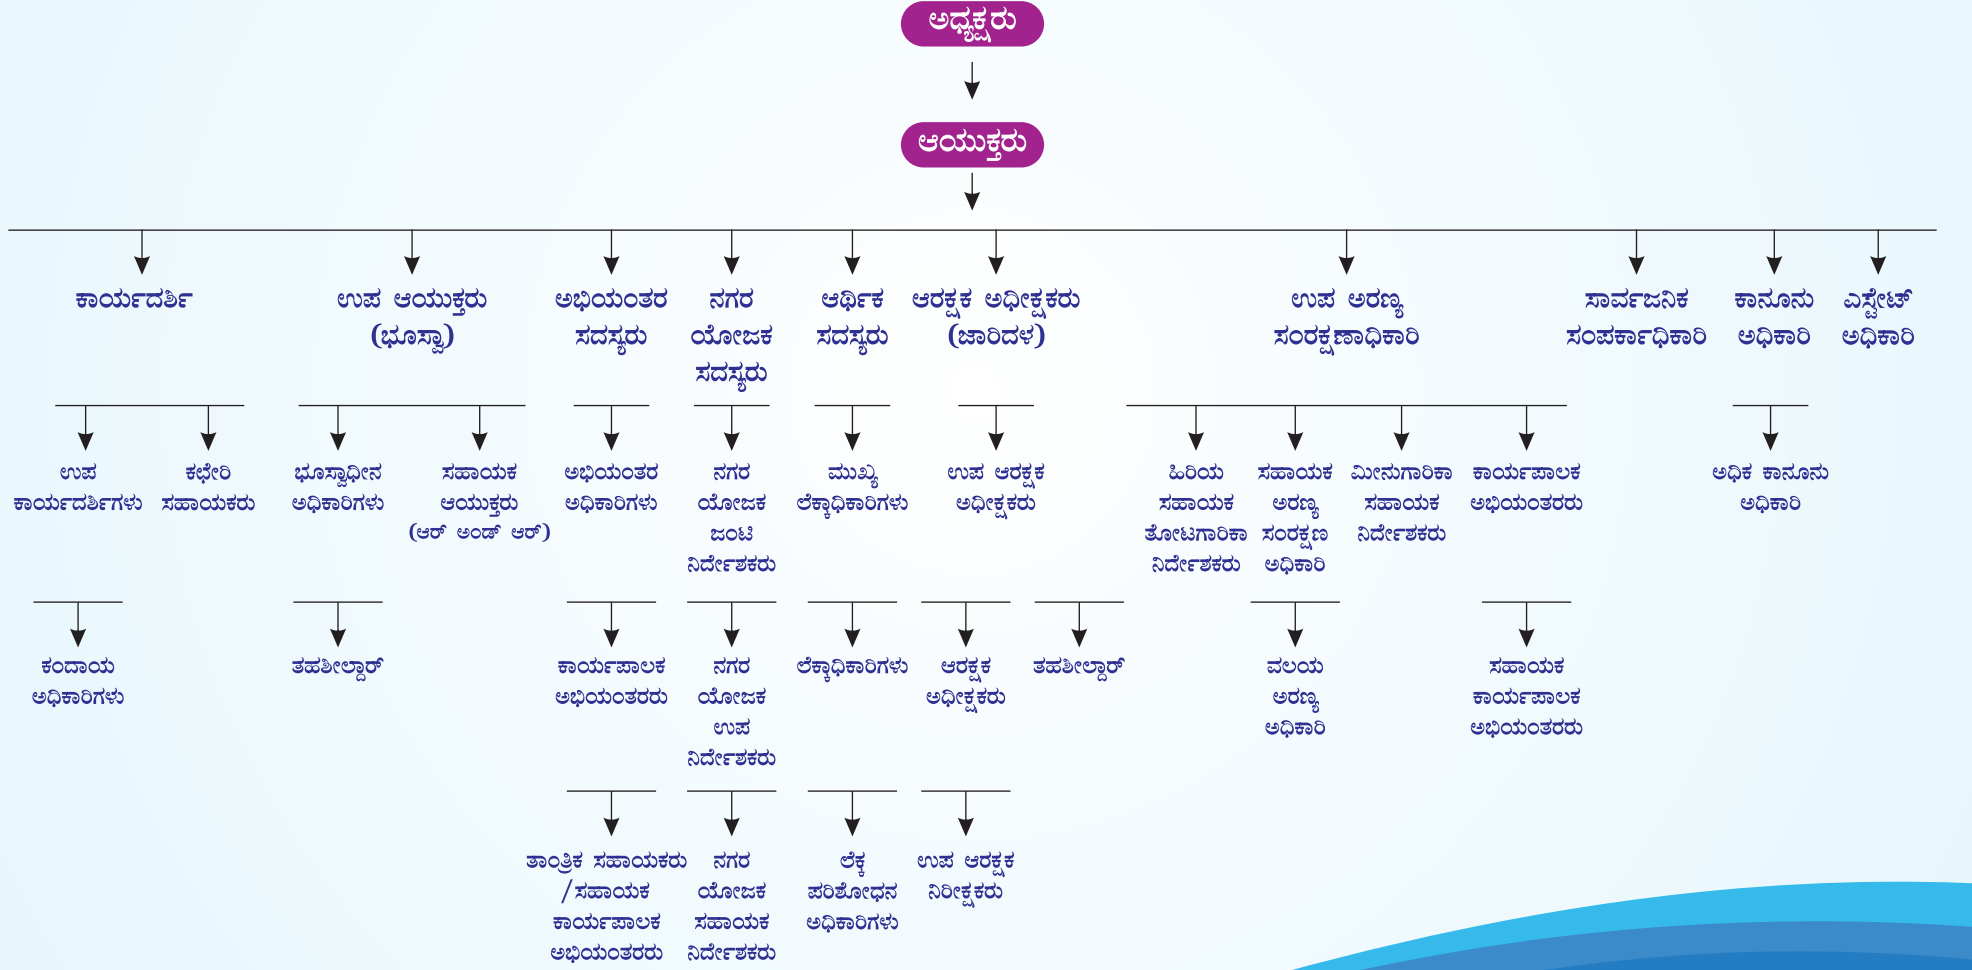 ಅಧ್ಯಕ್ಷರು
ಆಯುಕ್ತರು
ಕಾರ್ಯದರ್ಶಿ
ಉಪ ಆಯುಕ್ತರು
(ಭೂಸ್ವಾ)
ಅಭಿಯಂತರ
ಸದಸ್ಯರು
ನಗರ
ಯೋಜಕ
ಸದಸ್ಯರು
ಆರ್ಥಿಕ
ಸದಸ್ಯರು
ಆರಕ್ಷಕ ಅಧೀಕ್ಷಕರು
(ಜಾರಿದಳ)
ಉಪ ಅರಣ್ಯ
ಸಂರಕ್ಷಣಾಧಿಕಾರಿ
ಸಾರ್ವಜನಿಕ
ಸಂಪರ್ಕಾಧಿಕಾರಿ
ಕಾನೂನು
ಅಧಿಕಾರಿ
ಎಸ್ಟೇಟ್
ಅಧಿಕಾರಿ
ಉಪ
ಕಾರ್ಯದರ್ಶಿಗಳು
ಕಛೇರಿ
ಸಹಾಯಕರು
ಭೂಸ್ವಾಧೀನ
ಅಧಿಕಾರಿಗಳು
ಸಹಾಯಕ
ಆಯುಕ್ತರು
(ಆರ್ ಅಂಡ್ ಆರ್)
ಅಭಿಯಂತರ
ಅಧಿಕಾರಿಗಳು
ನಗರ
ಯೋಜಕ
ಜಂಟಿ
ನಿರ್ದೇಶಕರು
ಮುಖ್ಯ
ಲೆಕ್ಕಾಧಿಕಾರಿಗಳು
ಉಪ ಆರಕ್ಷಕ
ಅಧೀಕ್ಷಕರು
ಹಿರಿಯ
ಸಹಾಯಕ
ತೋಟಗಾರಿಕಾ
ನಿರ್ದೇಶಕರು
ಸಹಾಯಕ
ಅರಣ್ಯ
ಸಂರಕ್ಷಣ
ಅಧಿಕಾರಿ
ಮೀನುಗಾರಿಕಾ
ಸಹಾಯಕ
ನಿರ್ದೇಶಕರು
ಕಾರ್ಯಪಾಲಕ
ಅಭಿಯಂತರರು
ಅಧಿಕ ಕಾನೂನು
ಅಧಿಕಾರಿ
ಕಂದಾಯ
ಅಧಿಕಾರಿಗಳು
ತಹಶೀಲ್ದಾರ್
ಕಾರ್ಯಪಾಲಕ
ಅಭಿಯಂತರರು
ನಗರ
ಯೋಜಕ
ಉಪ
ನಿರ್ದೇಶಕರು
ಲೆಕ್ಕಾಧಿಕಾರಿಗಳು
ಆರಕ್ಷಕ
ಅಧೀಕ್ಷಕರು
ತಹಶೀಲ್ದಾರ್
ವಲಯ
ಅರಣ್ಯ
ಅಧಿಕಾರಿ
ಸಹಾಯಕ
ಕಾರ್ಯಪಾಲಕ
ಅಭಿಯಂತರರು
ತಾಂತ್ರಿಕ ಸಹಾಯಕರು
/ಸಹಾಯಕ
ಕಾರ್ಯಪಾಲಕ
ಅಭಿಯಂತರರು
ನಗರ
ಯೋಜಕ
ಸಹಾಯಕ
ನಿರ್ದೇಶಕರು
ಲೆಕ್ಕ
ಪರಿಶೋಧನ
ಅಧಿಕಾರಿಗಳು
ಉಪ ಆರಕ್ಷಕ
ನಿರೀಕ್ಷಕರು